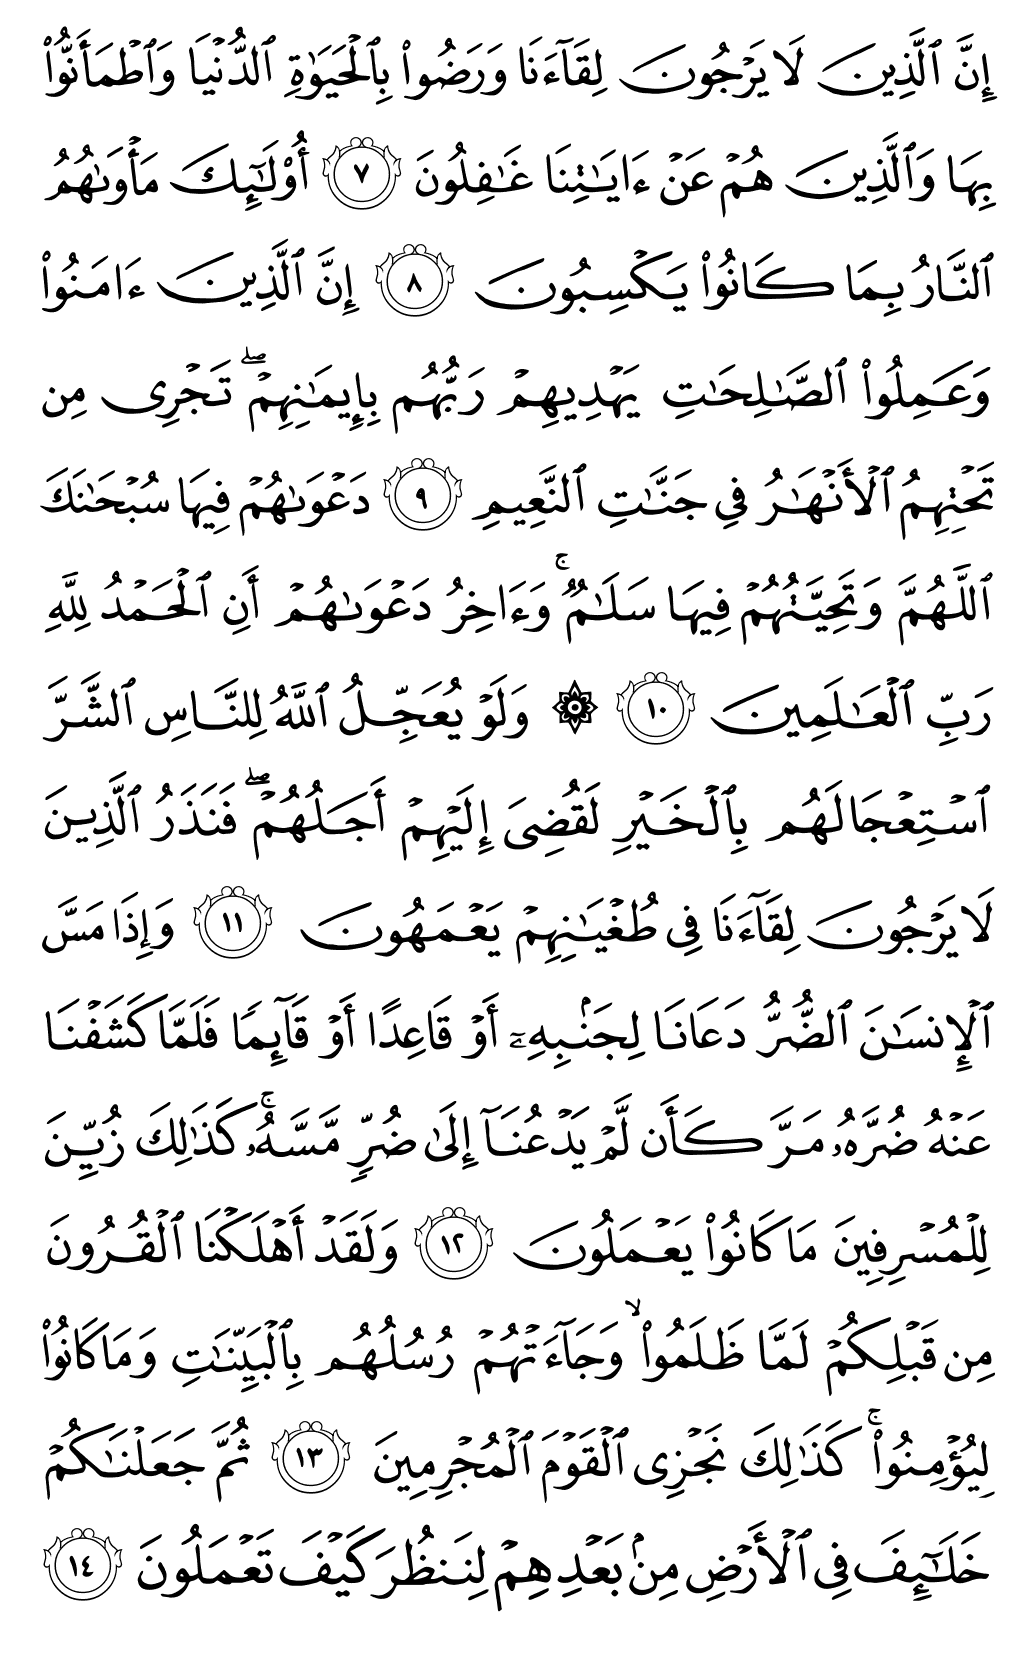 إِنَّ ٱلَّذِينَ لَا يَرْجُونَ لِقَآءَنَا وَرَضُوا۟ بِٱلْحَيَوٰةِ ٱلدُّنْيَا وَٱطْمَأَنُّوا۟
بِهَا وَٱلَّذِينَ هُمْ عَنْ ءَايَـٰتِنَا غَـٰفِلُونَ ٧ أُو۟لَـٰٓئِكَ مَأْوَىٰهُمُ
ٱلنَّارُ بِمَا كَانُوا۟ يَكْسِبُونَ ٨ إِنَّ ٱلَّذِينَ ءَامَنُوا۟
وَعَمِلُوا۟ ٱلصَّـٰلِحَـٰتِ يَهْدِيهِمْ رَبُّهُم بِإِيمَـٰنِهِمْ ۖ تَجْرِى مِن
تَحْتِهِمُ ٱلْأَنْهَـٰرُ فِى جَنَّـٰتِ ٱلنَّعِيمِ ٩ دَعْوَىٰهُمْ فِيهَا سُبْحَـٰنَكَ
ٱللَّهُمَّ وَتَحِيَّتُهُمْ فِيهَا سَلَـٰمٌ ۚ وَءَاخِرُ دَعْوَىٰهُمْ أَنِ ٱلْحَمْدُ لِلَّهِ
رَبِّ ٱلْعَـٰلَمِينَ ١٠ ۞ وَلَوْ يُعَجِّلُ ٱللَّهُ لِلنَّاسِ ٱلشَّرَّ
ٱسْتِعْجَالَهُم بِٱلْخَيْرِ لَقُضِىَ إِلَيْهِمْ أَجَلُهُمْ ۖ فَنَذَرُ ٱلَّذِينَ
لَا يَرْجُونَ لِقَآءَنَا فِى طُغْيَـٰنِهِمْ يَعْمَهُونَ ١١ وَإِذَا مَسَّ
ٱلْإِنسَـٰنَ ٱلضُّرُّ دَعَانَا لِجَنۢبِهِۦٓ أَوْ قَاعِدًا أَوْ قَآئِمًا فَلَمَّا كَشَفْنَا
عَنْهُ ضُرَّهُۥ مَرَّ كَأَن لَّمْ يَدْعُنَآ إِلَىٰ ضُرٍّ مَّسَّهُۥ ۚ كَذَٰلِكَ زُيِّنَ
لِلْمُسْرِفِينَ مَا كَانُوا۟ يَعْمَلُونَ ١٢ وَلَقَدْ أَهْلَكْنَا ٱلْقُرُونَ
مِن قَبْلِكُمْ لَمَّا ظَلَمُوا۟ ۙ وَجَآءَتْهُمْ رُسُلُهُم بِٱلْبَيِّنَـٰتِ وَمَا كَانُوا۟
لِيُؤْمِنُوا۟ ۚ كَذَٰلِكَ نَجْزِى ٱلْقَوْمَ ٱلْمُجْرِمِينَ ١٣ ثُمَّ جَعَلْنَـٰكُمْ
خَلَـٰٓئِفَ فِى ٱلْأَرْضِ مِنۢ بَعْدِهِمْ لِنَنظُرَ كَيْفَ تَعْمَلُونَ ١٤